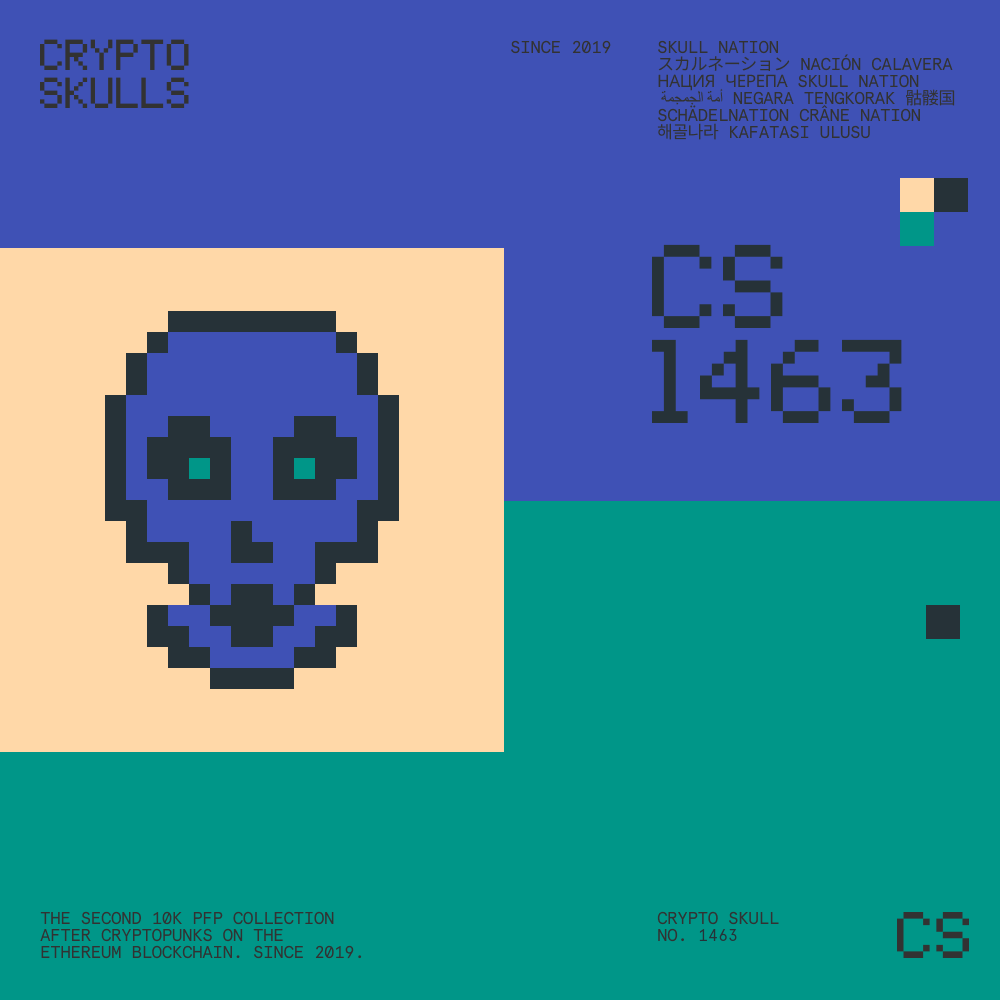 CRYPTO
SKULLS
SINCE 2019
SKULL NATION
スカルネーション NACIÓN CALAVERA
НАЦИЯ ЧЕРЕПА SKULL NATION
أمة الجمجمة NEGARA TENGKORAK 骷髅国
SCHÄDELNATION CRÂNE NATION
해골나라 KAFATASI ULUSU
CS
1463
THE SECOND 10K PFP COLLECTION
AFTER CRYPTOPUNKS ON THE
ETHEREUM BLOCKCHAIN. SINCE 2019.
CRYPTO SKULL
NO. 1463
CS